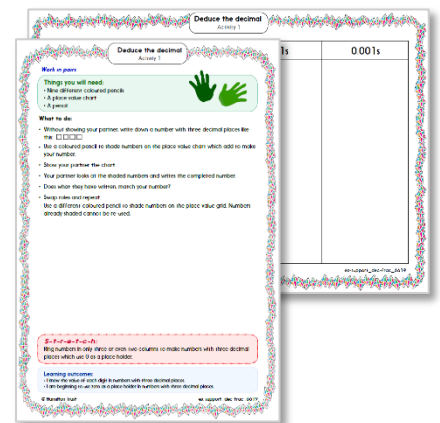 Deduce the decimal
Activity 1
1s
0.001s
ex-support_dec-frac_6619
Deduce the decimal
Activity 1
Work in pairs
Things you will need:
• Nine different coloured pencils
• A place value chart
• A pencil
What to do:
• Without showing your partner, write down a number with three decimal places like
this: □.□□□
• Use a coloured pencil to shade numbers on the place value chart which add to make
your number.
• Show your partner the chart.
• Your partner looks at the shaded numbers and writes the completed number.
• Does what they have written, match your number?
• Swap roles and repeat.
Use a different coloured pencil to shade numbers on the place value grid. Numbers
already shaded cannot be re-used.
S-t-r-e-t-c-h:
Ring numbers in only three or even two columns to make numbers with three decimal
places which use 0 as a place holder.
Learning outcomes:
• I know the value of each digit in numbers with three decimal places.
• I am beginning to use zero as a place holder in numbers with three decimal places.
© Hamilton Trust
ex-support_dec-frac_6619